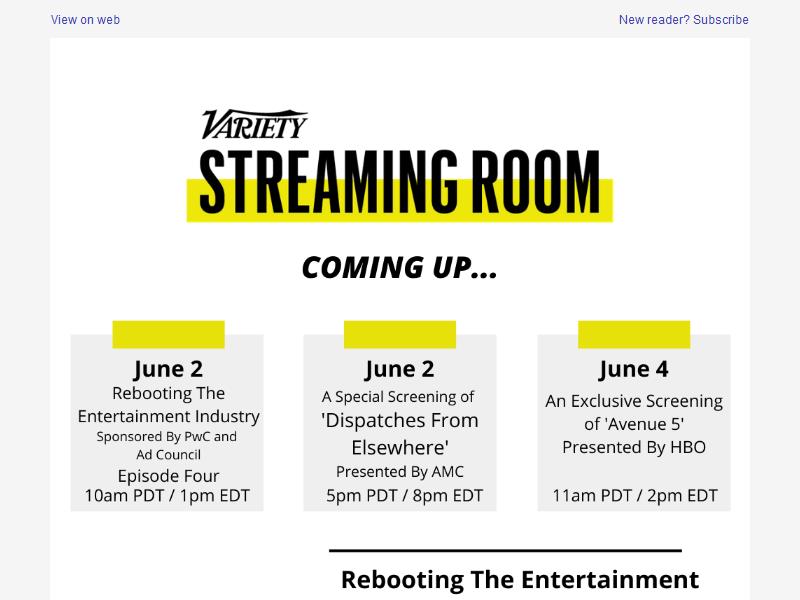 View on web
New reader? Subscribe
VARIETY
STREAMING ROOM
COMING UP...
June 2
Rebooting The
Entertainment Industry
Sponsored By PwC and
Ad Council
Episode Four
10am PDT / 1pm EDT
June 2
A Special Screening of
'Dispatches From
Elsewhere'
Presented By AMC
5pm PDT / 8pm EDT
June 4
An Exclusive Screening
of 'Avenue 5'
Presented By HBO
11am PDT / 2pm EDT
Rebooting The Entertainment